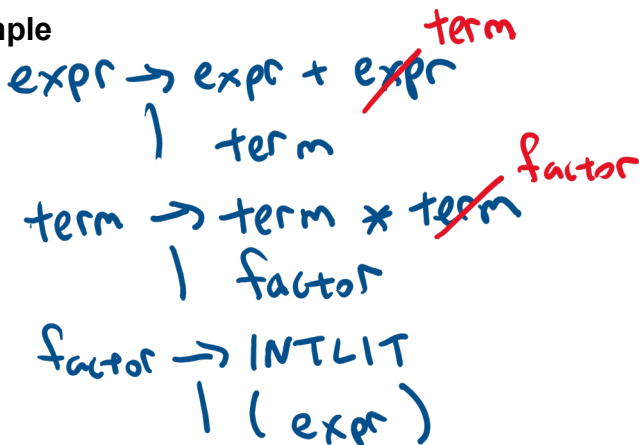 mple
term
expr → expr + expr
| term
factor
term → term * term
| factor
factor → INTLIT
| ( expr )